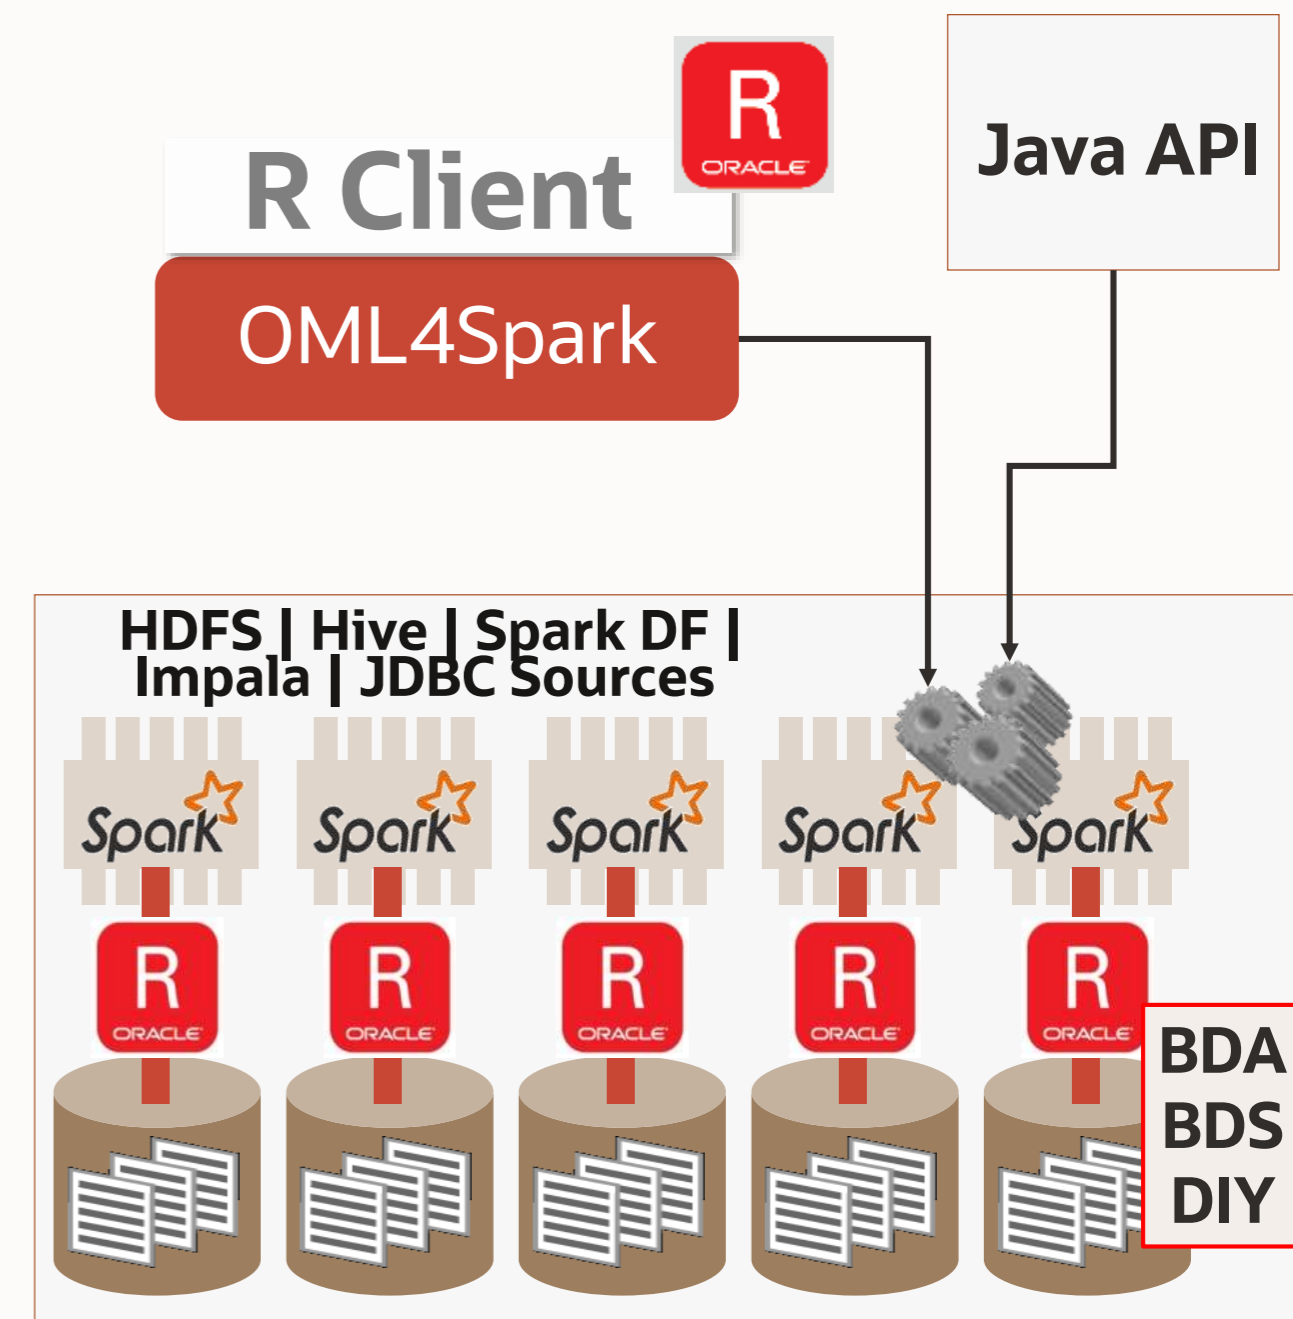 R
ORACLE
Java API
R Client
OML4Spark
HDFS | Hive | Spark DF |
Impala | JDBC Sources
Spark Spark Spark Spark Spark
R R R R R
ORACLE ORACLE ORACLE ORACLE ORACLE
BDA
BDS
DIY